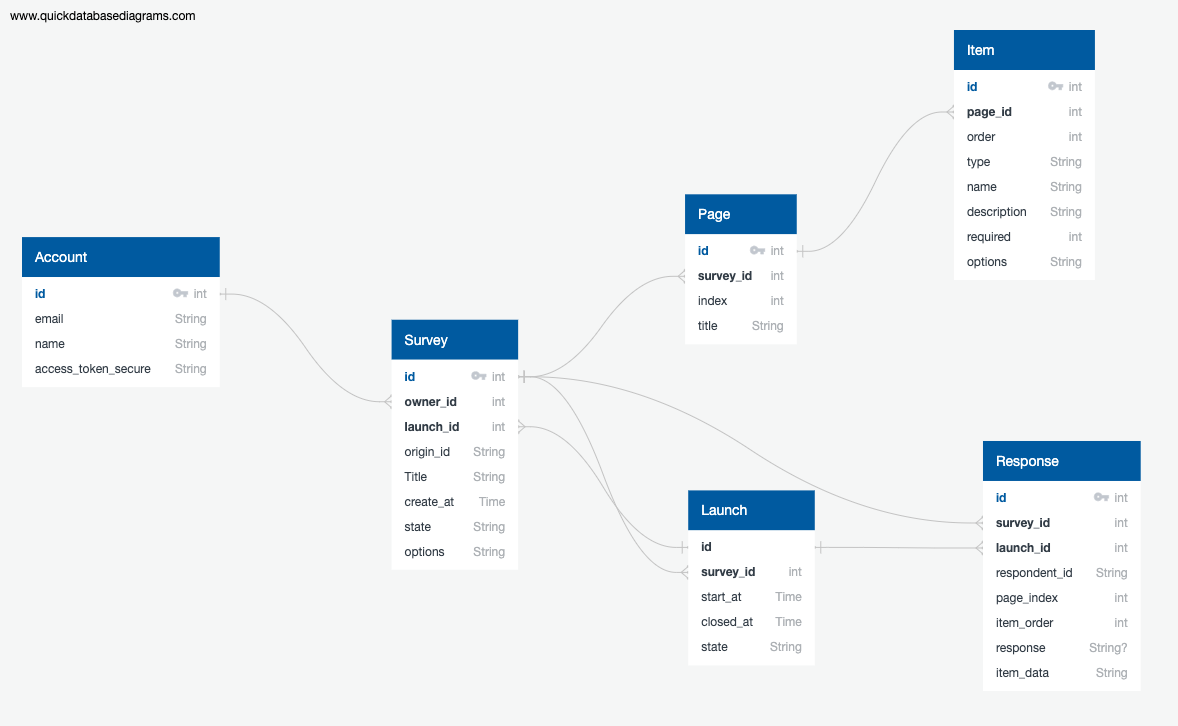 www.quickdatabasediagrams.com
Item
id int
page_id int
order int
type String
name String
description String
required int
options String
Page
id int
survey_id int
index int
title String
Account
id int
email String
name String
access_token_secure String
Survey
id int
owner_id int
launch_id int
origin_id String
Title String
create_at Time
state String
options String
Response
id int
survey_id int
launch_id int
respondent_id String
page_index int
item_order int
response String?
item_data String
Launch
id
survey_id int
start_at Time
closed_at Time
state String